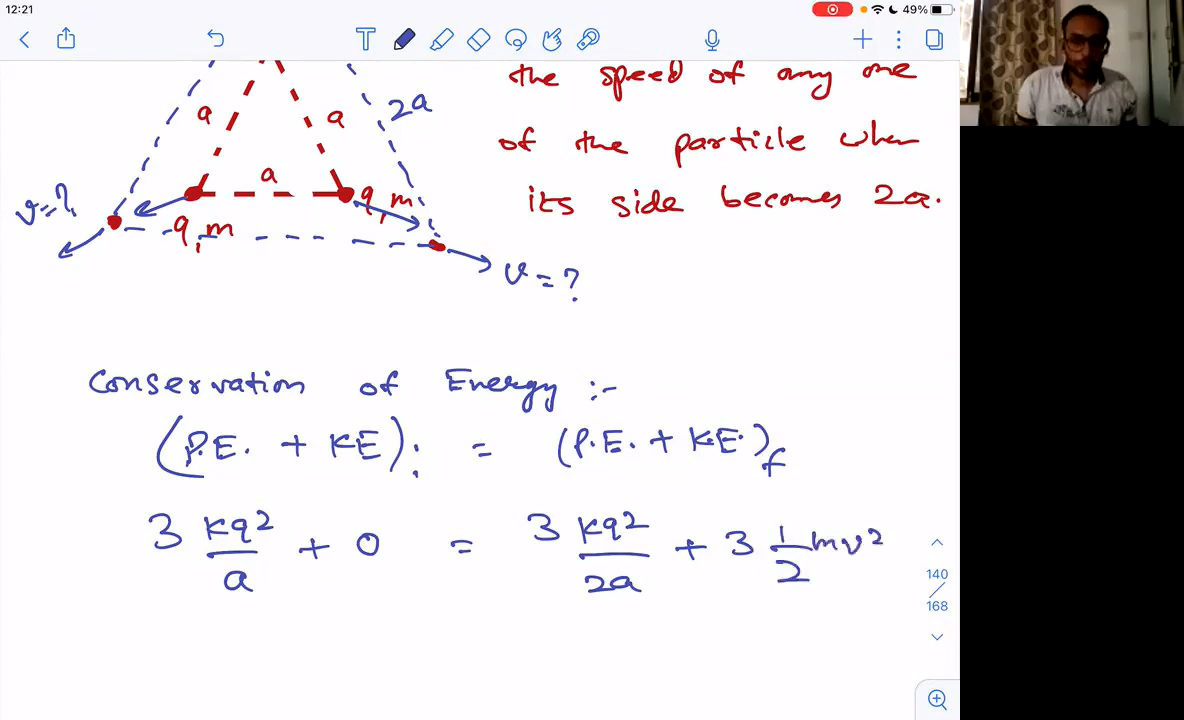 12:21
49%
T
the speed of any one
a a 2a
of the particle when
a
its side becomes 2a.
v=?
q,m
q,m
v=?
Conservation of Energy :-
(P.E. + KE)i = (P.E. + K.E.)f
3 kq²/a + 0 = 3 kq²/2a + 3 1/2 mv²
140
168